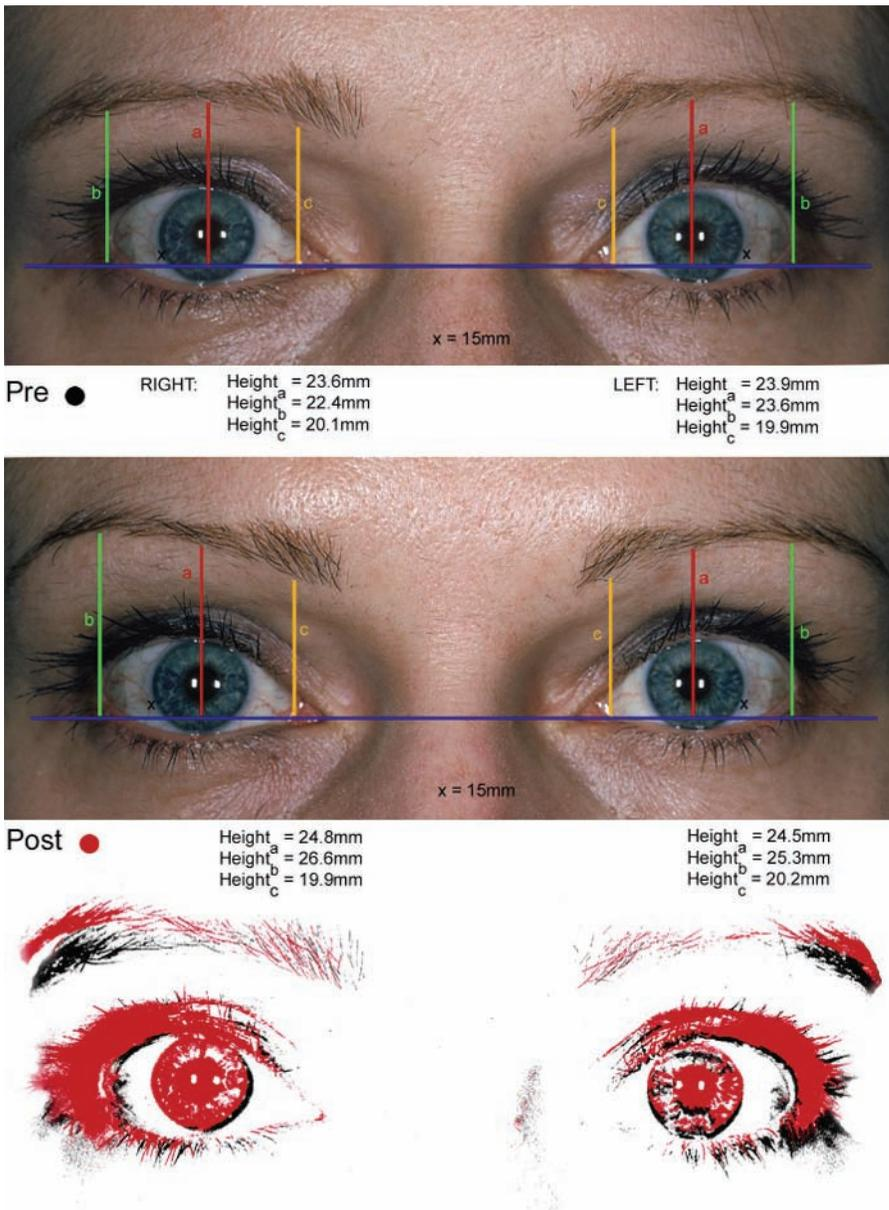 a
a
b
b
c
c
x
x
x = 15mm
Pre
RIGHT:
Height a = 23.6mm
Height b = 22.4mm
Height c = 20.1mm
LEFT:
Height a = 23.9mm
Height b = 23.6mm
Height c = 19.9mm
a
a
b
b
c
c
x
x
x = 15mm
Post
Height a = 24.8mm
Height b = 26.6mm
Height c = 19.9mm
Height a = 24.5mm
Height b = 25.3mm
Height c = 20.2mm